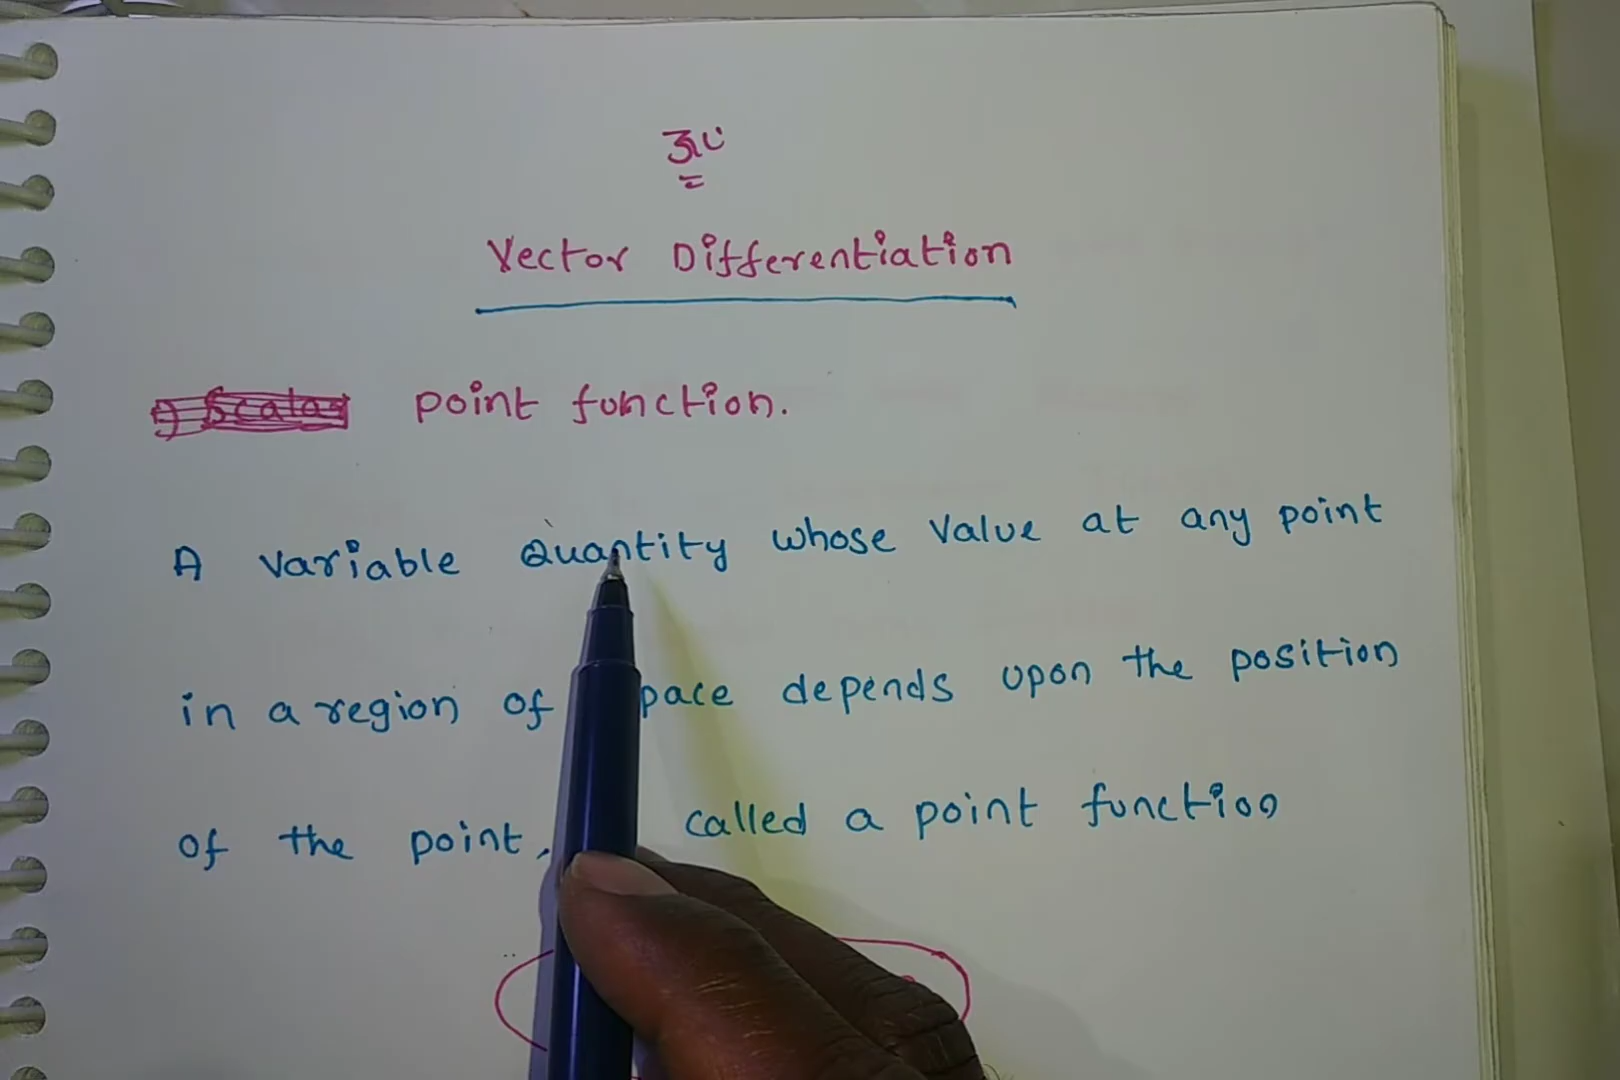 Vector Differentiation
point function.
A variable Quantity whose value at any point
in a region of pace depends upon the position
of the point, called a point function